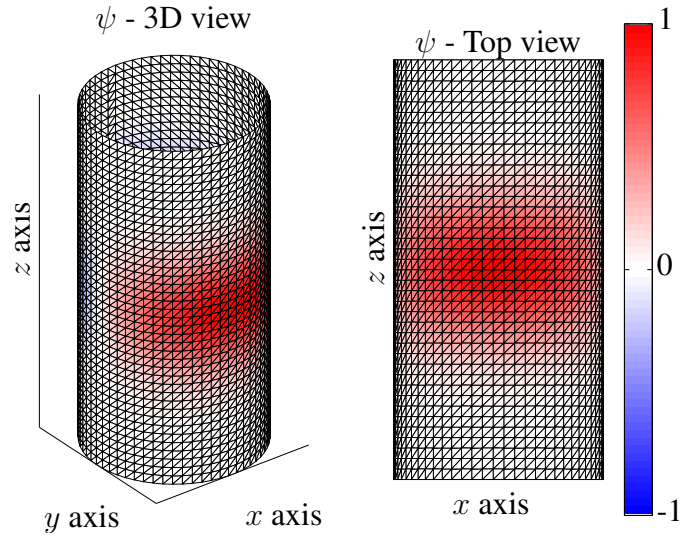 ψ - 3D view
z axis
y axis
x axis
ψ - Top view
z axis
x axis
1
0
-1